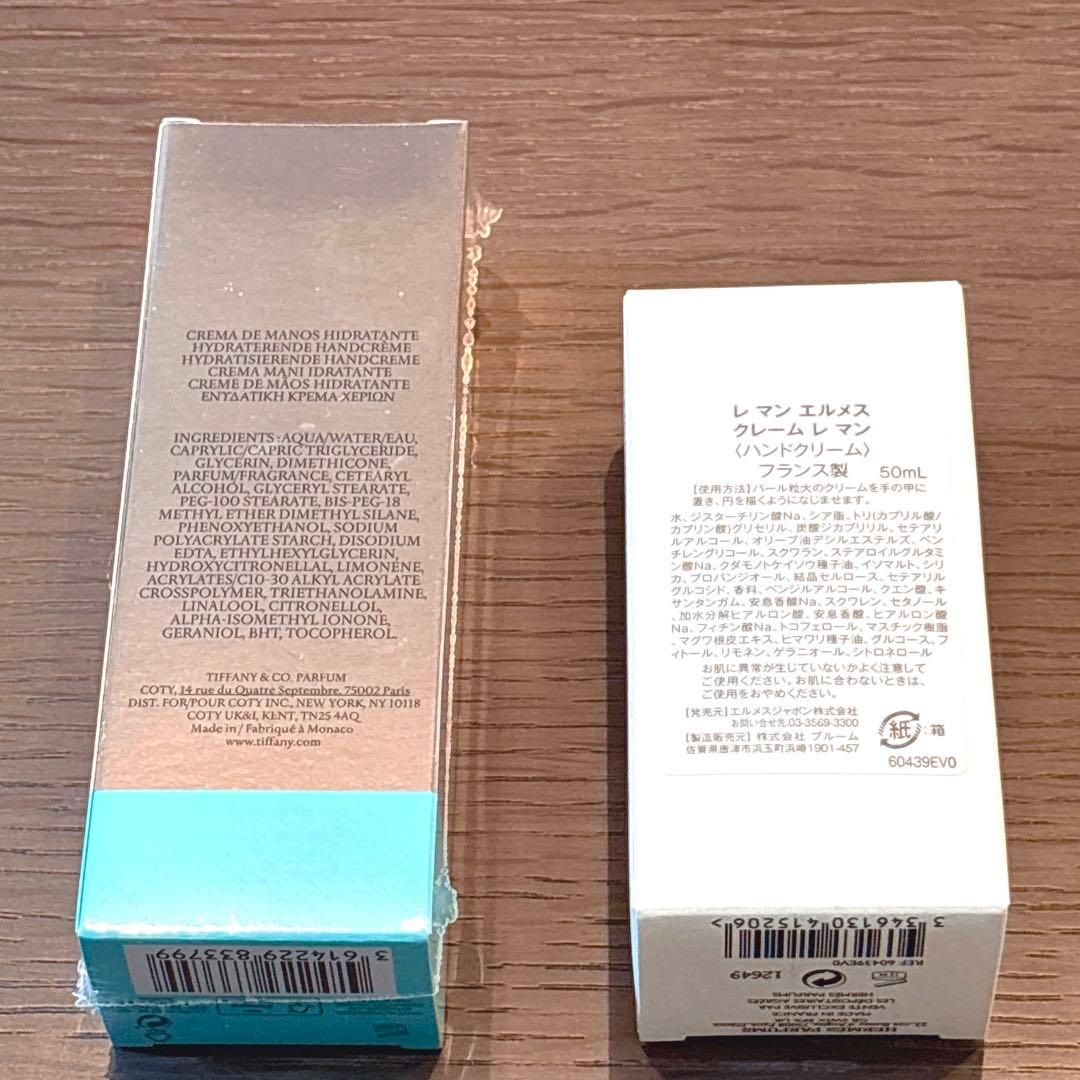 CREMA DE MANOS HIDRATANTE
HYDRATERENDE HANDCRÈME
HYDRATISIERENDE HANDCREME
CREMA MANI IDRATANTE
CREME DE MÃOS HIDRATANTE
ΕΝΥΔΑΤΙΚΗ ΚΡΕΜΑ ΧΕΡΙΩΝ
INGREDIENTS:AQUA/WATER/EAU,
CAPRYLIC/CAPRIC TRIGLYCERIDE,
GLYCERIN, DIMETHICONE,
PARFUM/FRAGRANCE, CETEARYL
ALCOHOL, GLYCERYL STEARATE,
PEG-100 STEARATE, BIS-PEG-18
METHYL ETHER DIMETHYL SILANE,
PHENOXYETHANOL, SODIUM
POLYACRYLATE STARCH, DISODIUM
EDTA, ETHYLHEXYLGLYCERIN,
HYDROXYCITRONELLAL, LIMONENE,
ACRYLATES/C10-30 ALKYL ACRYLATE
CROSSPOLYMER, TRIETHANOLAMINE,
LINALOOL, CITRONELLOL,
ALPHA-ISOMETHYL IONONE,
GERANIOL, BHT, TOCOPHEROL
TIFFANY & CO. PARFUM
COTY, 14 rue du Quatre Septembre, 75002 Paris
DIST. FOR/POUR COTY INC., NEW YORK, NY 10118
COTY UK&I, KENT, TN25 4AQ
Made in / Fabriqué à Monaco
www.tiffany.com
3 614229 833799
レ マン エルメス
クレーム レ マン
〈ハンドクリーム〉
フランス製 50mL
【使用方法】パール粒大のクリームを手の甲に
置き、円を描くようになじませます。
水、ジステアリン酸Na、シア脂、トリ(カプリル酸/
カプリン酸)グリセリル、炭酸ジカプリリル、セテアリ
ルアルコール、オリーブ油デシルエステルズ、ペン
チレングリコール、スクワラン、ステアロイルグルタミ
ン酸Na、クダモノトケイソウ種子油、イソマルト、シリ
カ、プロパンジオール、結晶セルロース、セテアリル
グルコシド、香料、ベンジルアルコール、クエン酸、キ
サンタンガム、安息香酸Na、スクワレン、セタノール
、加水分解ヒアルロン酸、安息香酸、ヒアルロン酸
Na、フィチン酸Na、トコフェロール、マスチック樹脂
、マグワ根皮エキス、ヒマワリ種子油、グルコース、フ
ィトール、リモネン、ゲラニオール、シトロネロール
お肌に異常が生じていないかよく注意して
ご使用ください。お肌に合わないときは、
ご使用をおやめください。
【発売元】エルメスジャポン株式会社
お問い合せ先 03-3569-3300
【製造販売元】株式会社 ブルーム
佐賀県唐津市浜玉町浜崎1901-457
紙 :箱
60439EV0
3 346130 415206 >
REF 60439EV0
12649
HERMÈS PARFUMS
LES DÉPOSITAIRES AGRÉÉS
VENTE EXCLUSIVE PAR
MADE IN FRANCE
HERMÈS PARFUMS